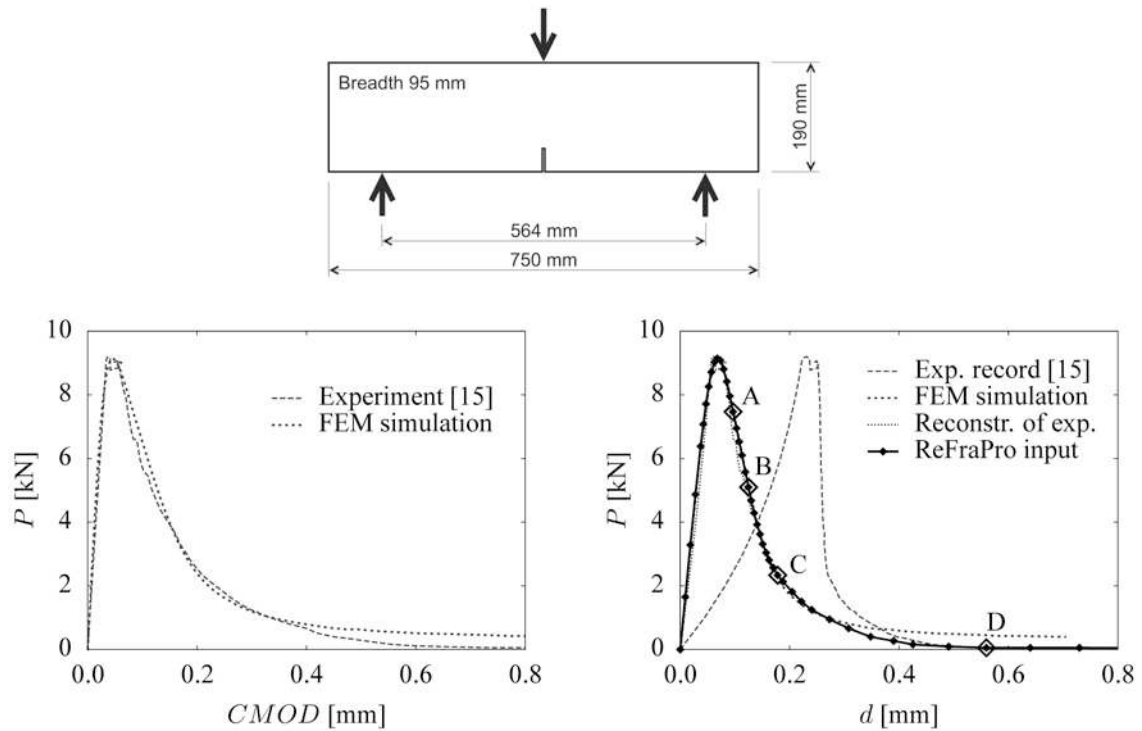 Breadth 95 mm
190 mm
564 mm
750 mm
10
8
6
4
2
0
P [kN]
0.0 0.2 0.4 0.6 0.8
CMOD [mm]
Experiment [15]
FEM simulation
10
8
6
4
2
0
P [kN]
0.0 0.2 0.4 0.6 0.8
d [mm]
Exp. record [15]
FEM simulation
Reconstr. of exp.
ReFraPro input
A
B
C
D